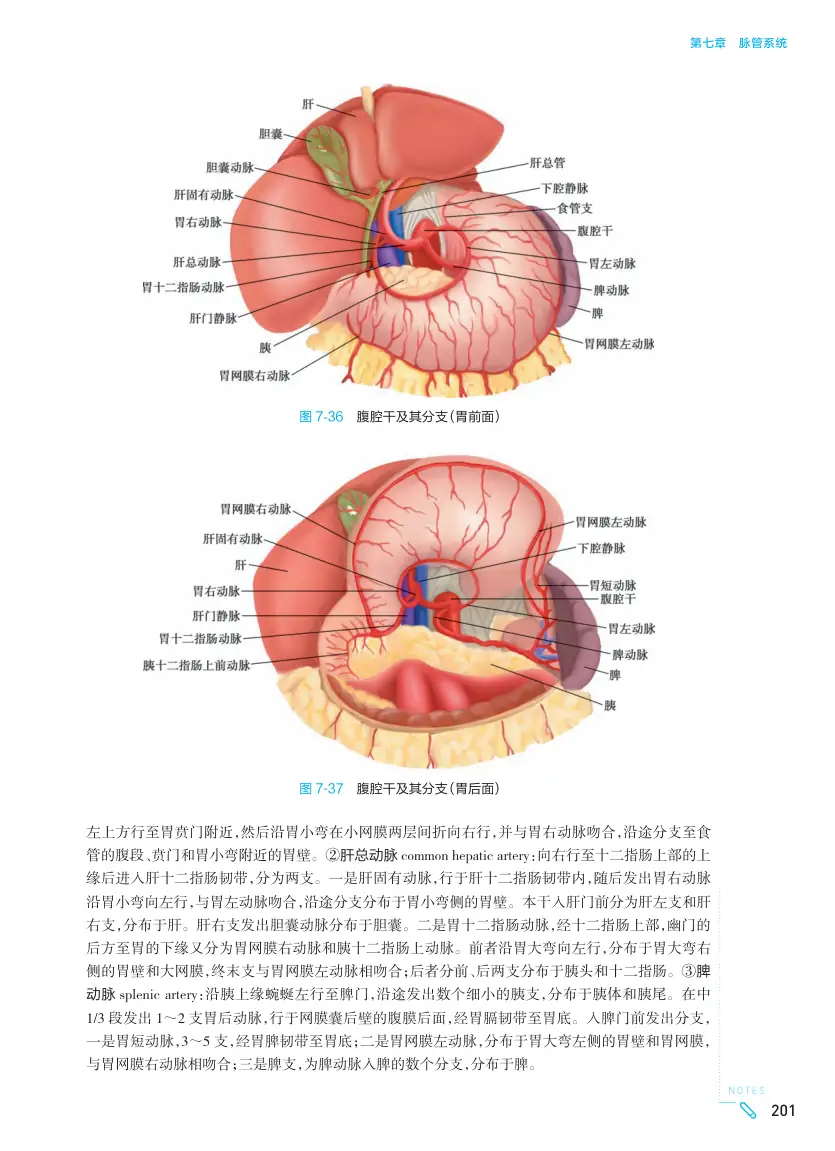 第七章 脉管系统
肝
胆囊
胆囊动脉
肝固有动脉
胃右动脉
肝总动脉
胃十二指肠动脉
肝门静脉
胰
胃网膜右动脉
肝总管
下腔静脉
食管支
腹腔干
胃左动脉
脾动脉
脾
胃网膜左动脉
图 7-36 腹腔干及其分支(胃前面)
胃网膜右动脉
肝固有动脉
肝
胃右动脉
肝门静脉
胃十二指肠动脉
胰十二指肠上前动脉
胃网膜左动脉
下腔静脉
胃短动脉
腹腔干
胃左动脉
脾动脉
脾
胰
图 7-37 腹腔干及其分支(胃后面)
左上方行至胃贲门附近,然后沿胃小弯在小网膜两层间折向右行,并与胃右动脉吻合,沿途分支至食
管的腹段、贲门和胃小弯附近的胃壁。②肝总动脉 common hepatic artery:向右行至十二指肠上部的上
缘后进入肝十二指肠韧带,分为两支。一是肝固有动脉,行于肝十二指肠韧带内,随后发出胃右动脉
沿胃小弯向左行,与胃左动脉吻合,沿途分支分布于胃小弯侧的胃壁。本干入肝门前分为肝左支和肝
右支,分布于肝。肝右支发出胆囊动脉分布于胆囊。二是胃十二指肠动脉,经十二指肠上部,幽门的
后方至胃的下缘又分为胃网膜右动脉和胰十二指肠上动脉。前者沿胃大弯向左行,分布于胃大弯右
侧的胃壁和大网膜,终末支与胃网膜左动脉相吻合;后者分前、后两支分布于胰头和十二指肠。③脾
动脉 splenic artery:沿胰上缘蜿蜒左行至脾门,沿途发出数个细小的胰支,分布于胰体和胰尾。在中
1/3 段发出 1～2 支胃后动脉,行于网膜囊后壁的腹膜后面,经胃膈韧带至胃底。入脾门前发出分支,
一是胃短动脉,3～5 支,经胃脾韧带至胃底;二是胃网膜左动脉,分布于胃大弯左侧的胃壁和胃网膜,
与胃网膜右动脉相吻合;三是脾支,为脾动脉入脾的数个分支,分布于脾。
NOTES
201